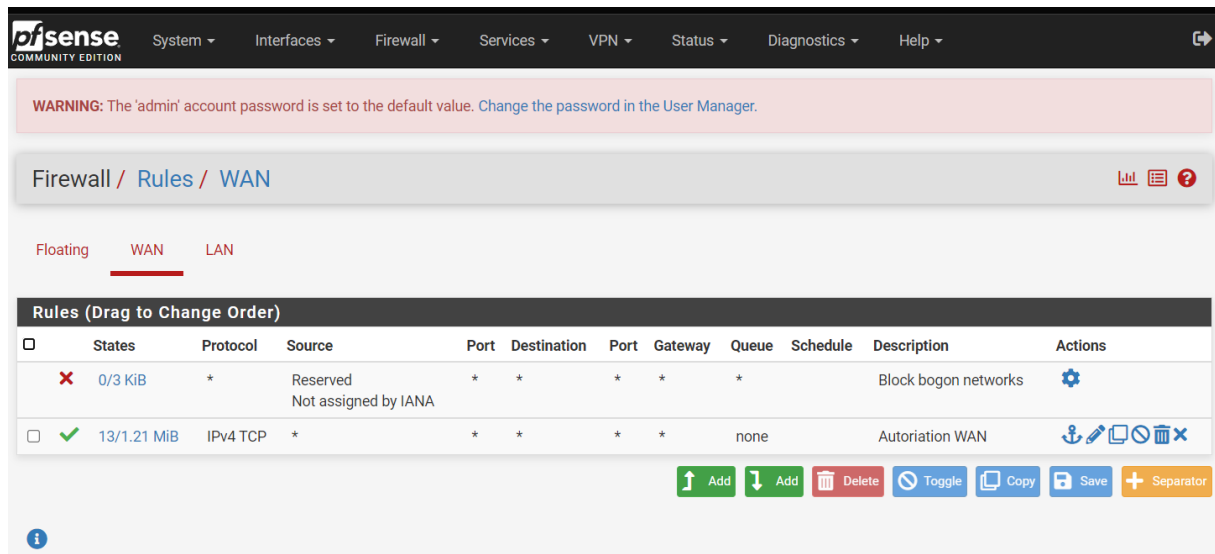 pfsense
COMMUNITY EDITION
System Interfaces Firewall Services VPN Status Diagnostics Help
WARNING: The 'admin' account password is set to the default value. Change the password in the User Manager.
Firewall / Rules / WAN
Floating WAN LAN
Rules (Drag to Change Order)
States Protocol Source Port Destination Port Gateway Queue Schedule Description Actions
0/3 KiB * Reserved * * * * * Block bogon networks
Not assigned by IANA
13/1.21 MiB IPv4 TCP * * * * * none Autoriation WAN
Add Add Delete Toggle Copy Save Separator